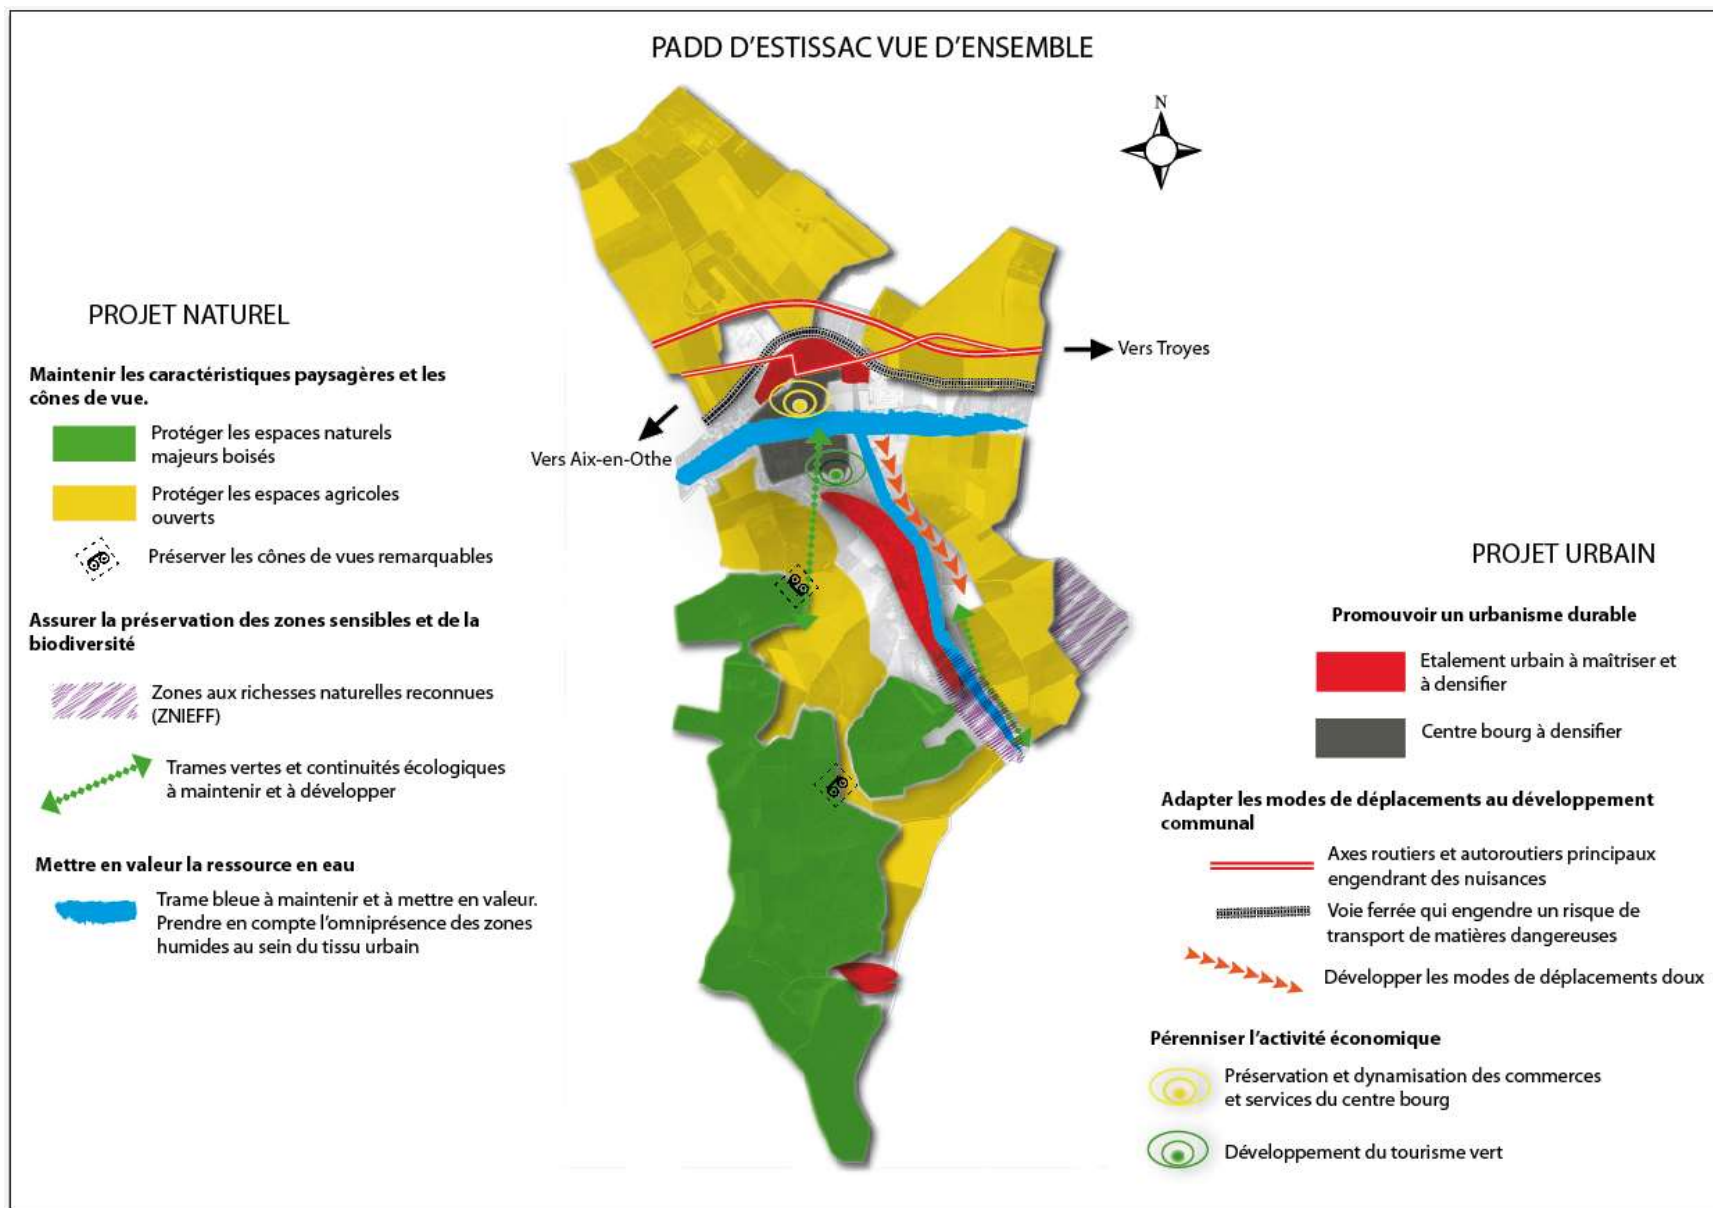 PADD D'ESTISSAC VUE D'ENSEMBLE
N
Vers Troyes
Vers Aix-en-Othe
PROJET NATUREL
Maintenir les caractéristiques paysagères et les
cônes de vue.
Protéger les espaces naturels
majeurs boisés
Protéger les espaces agricoles
ouverts
Préserver les cônes de vues remarquables
Assurer la préservation des zones sensibles et de la
biodiversité
Zones aux richesses naturelles reconnues
(ZNIEFF)
Trames vertes et continuités écologiques
à maintenir et à développer
Mettre en valeur la ressource en eau
Trame bleue à maintenir et à mettre en valeur.
Prendre en compte l'omniprésence des zones
humides au sein du tissu urbain
PROJET URBAIN
Promouvoir un urbanisme durable
Etalement urbain à maîtriser et
à densifier
Centre bourg à densifier
Adapter les modes de déplacements au développement
communal
Axes routiers et autoroutiers principaux
engendrant des nuisances
Voie ferrée qui engendre un risque de
transport de matières dangereuses
Développer les modes de déplacements doux
Pérenniser l'activité économique
Préservation et dynamisation des commerces
et services du centre bourg
Développement du tourisme vert